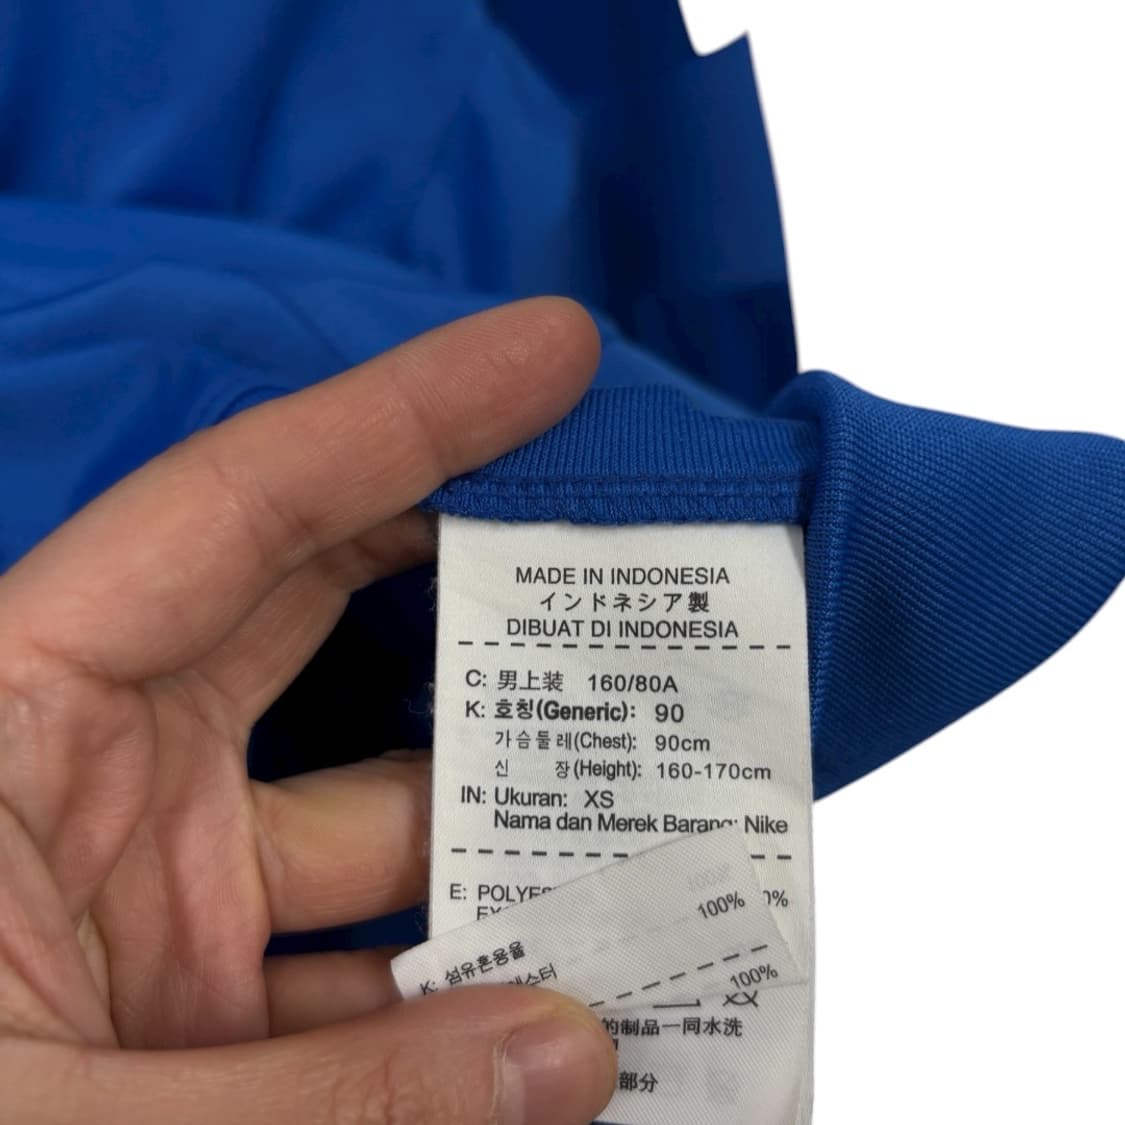 MADE IN INDONESIA
インドネシア製
DIBUAT DI INDONESIA
C: 男上装 160/80A
K: 호칭(Generic): 90
가슴둘레(Chest): 90cm
신 장(Height): 160-170cm
IN: Ukuran: XS
Nama dan Merek Barang: Nike
E:
100%
K: 섬유혼용율
100%
的制品一同水洗
部分